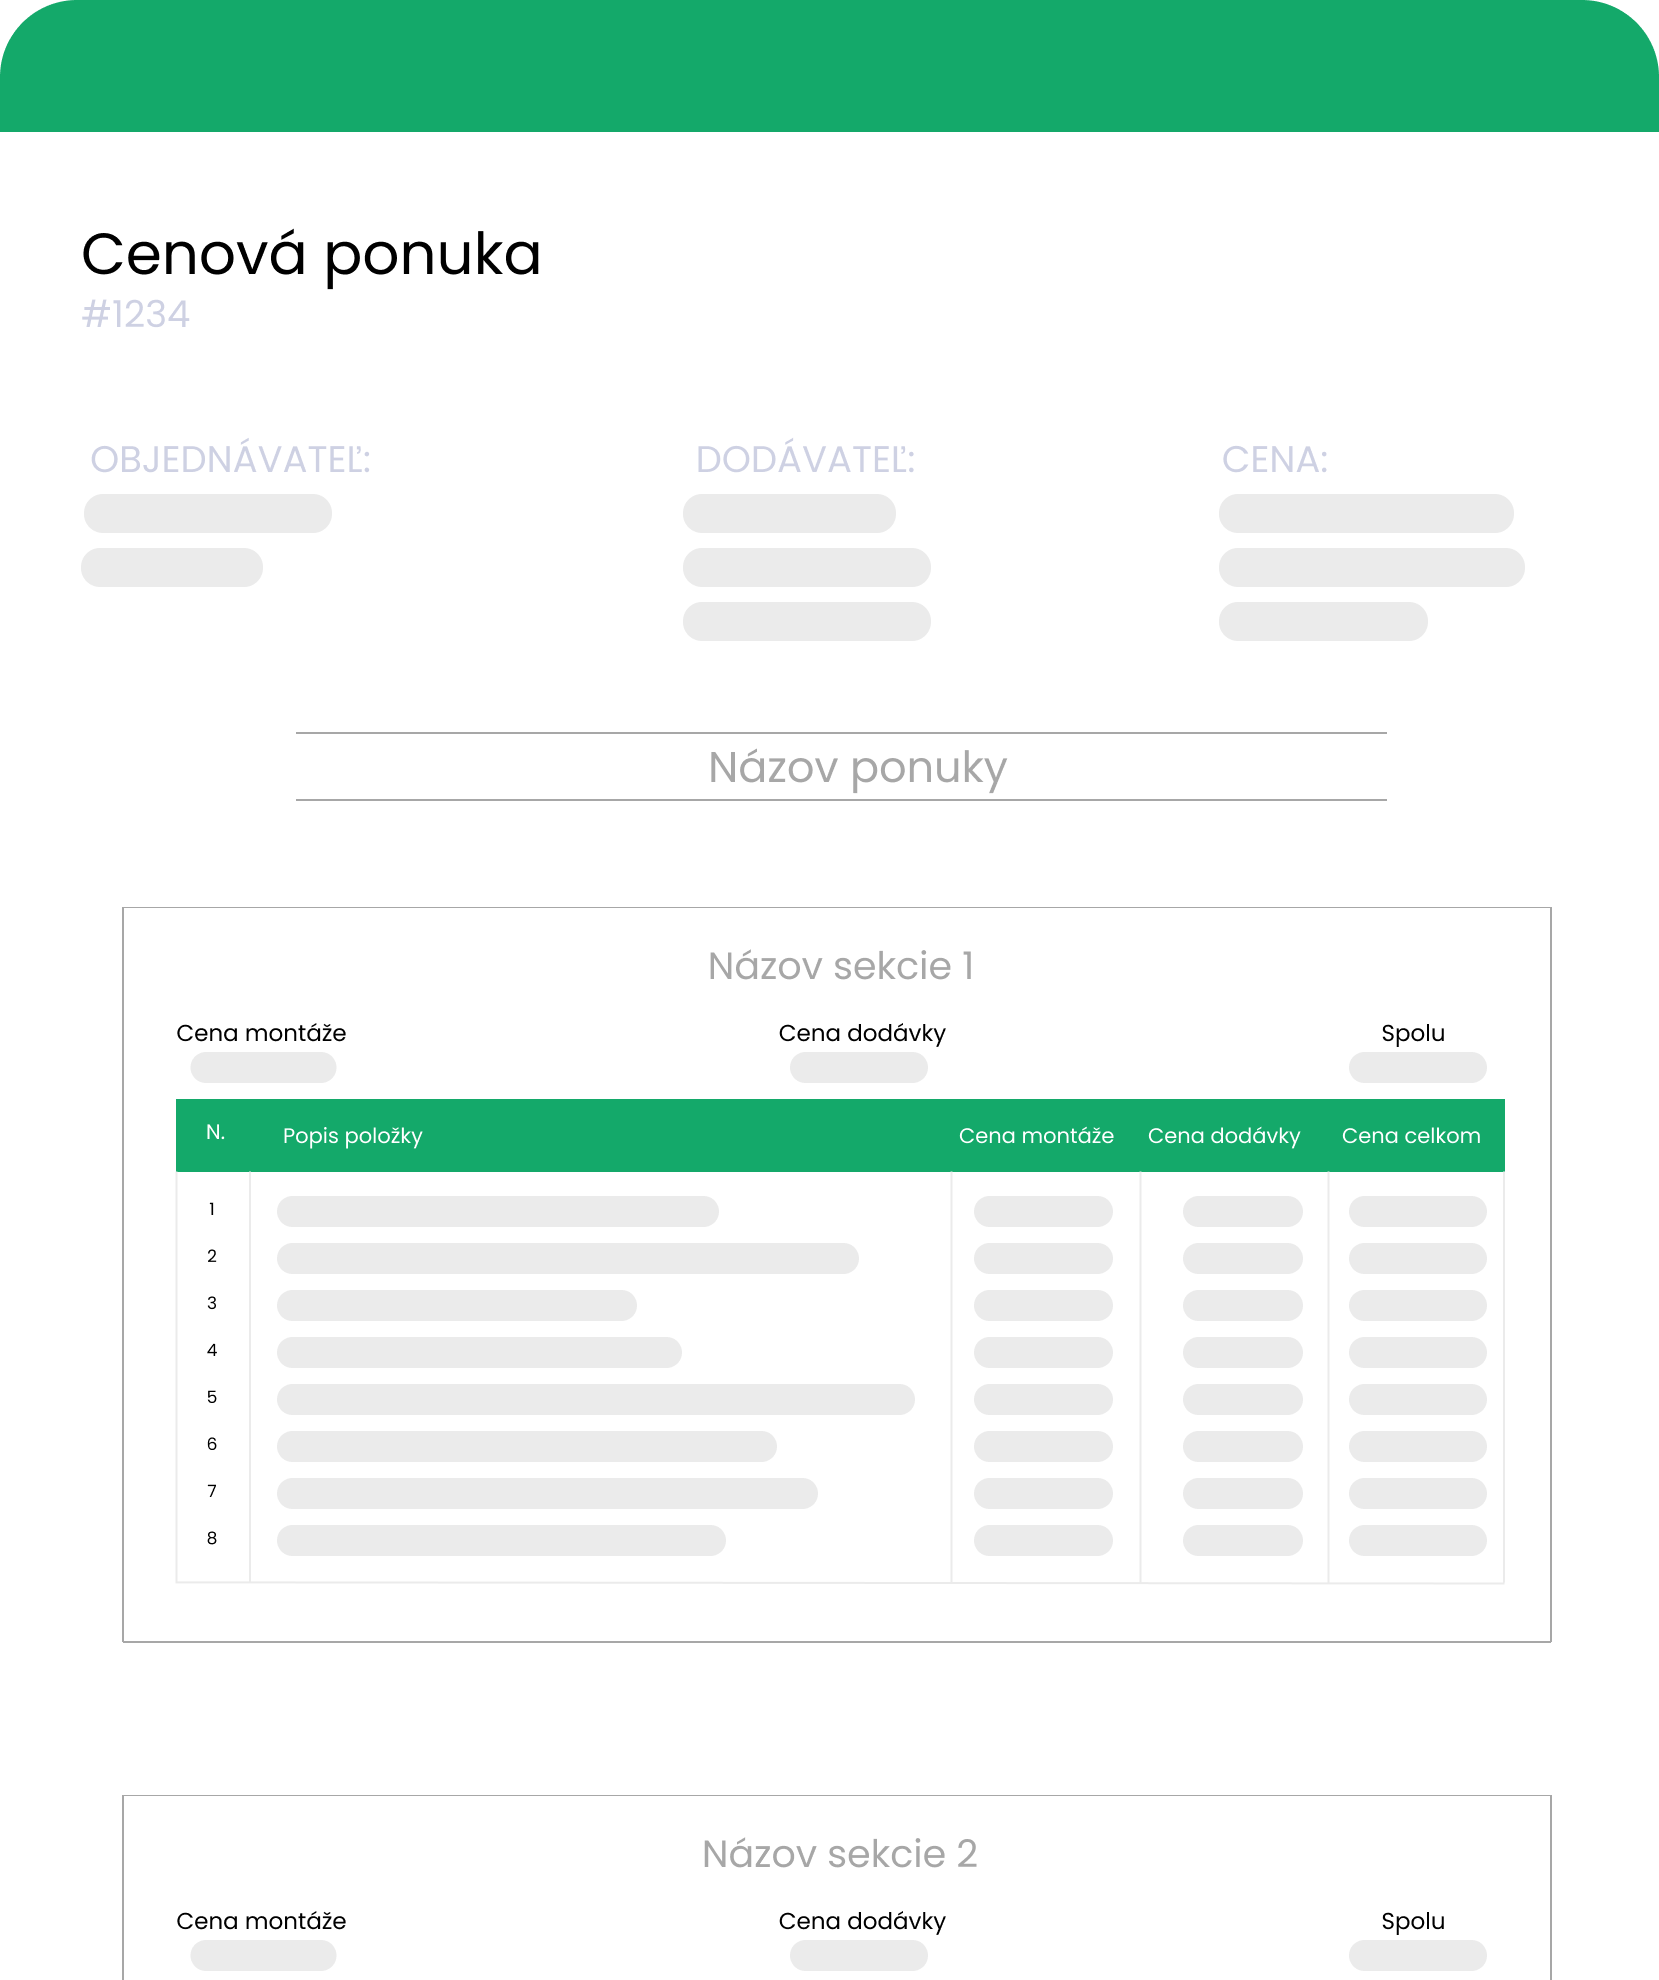 Cenová ponuka
#1234
OBJEDNÁVATEĽ: DODÁVATEĽ: CENA:
Názov ponuky
Názov sekcie 1
Cena montáže Cena dodávky Spolu
N. Popis položky Cena montáže Cena dodávky Cena celkom
1
2
3
4
5
6
7
8
Názov sekcie 2
Cena montáže Cena dodávky Spolu